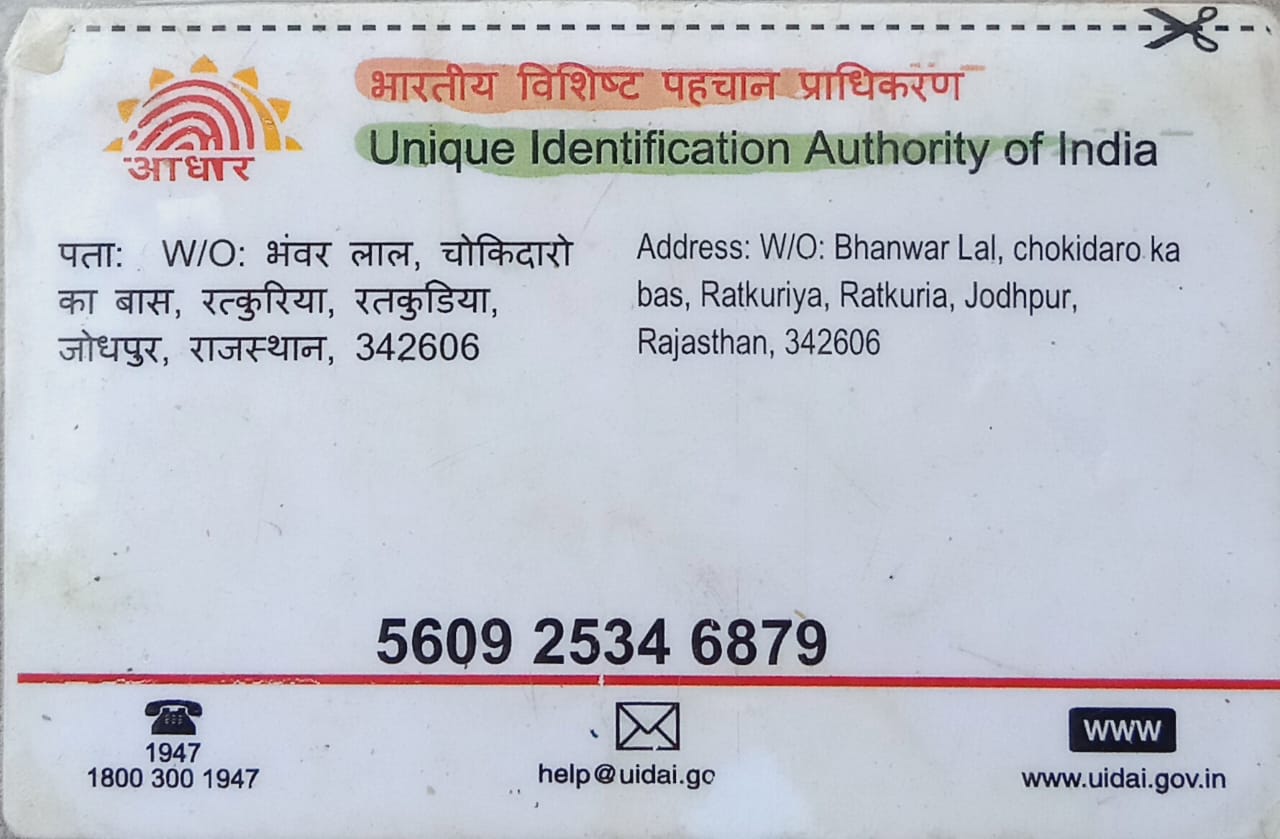 भारतीय विशिष्ट पहचान प्राधिकरण
Unique Identification Authority of India
आधार
पता: W/O: भंवर लाल, चोकिदारो
का बास, रत्कुरिया, रतकुडिया,
जोधपुर, राजस्थान, 342606
Address: W/O: Bhanwar Lal, chokidaro ka
bas, Ratkuriya, Ratkuria, Jodhpur,
Rajasthan, 342606
5609 2534 6879
1947
1800 300 1947
help@uidai.gc
WWW
www.uidai.gov.in